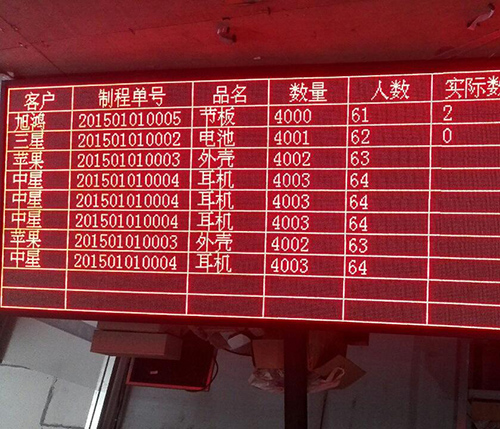 客户 制程单号 品名 数量 人数 实际数
旭鸿 201501010005 节板 4000 61 2
三星 201501010002 电池 4001 62 0
苹果 201501010003 外壳 4002 63
中星 201501010004 耳机 4003 64
中星 201501010004 耳机 4003 64
中星 201501010004 耳机 4003 64
苹果 201501010003 外壳 4002 63
中星 201501010004 耳机 4003 64